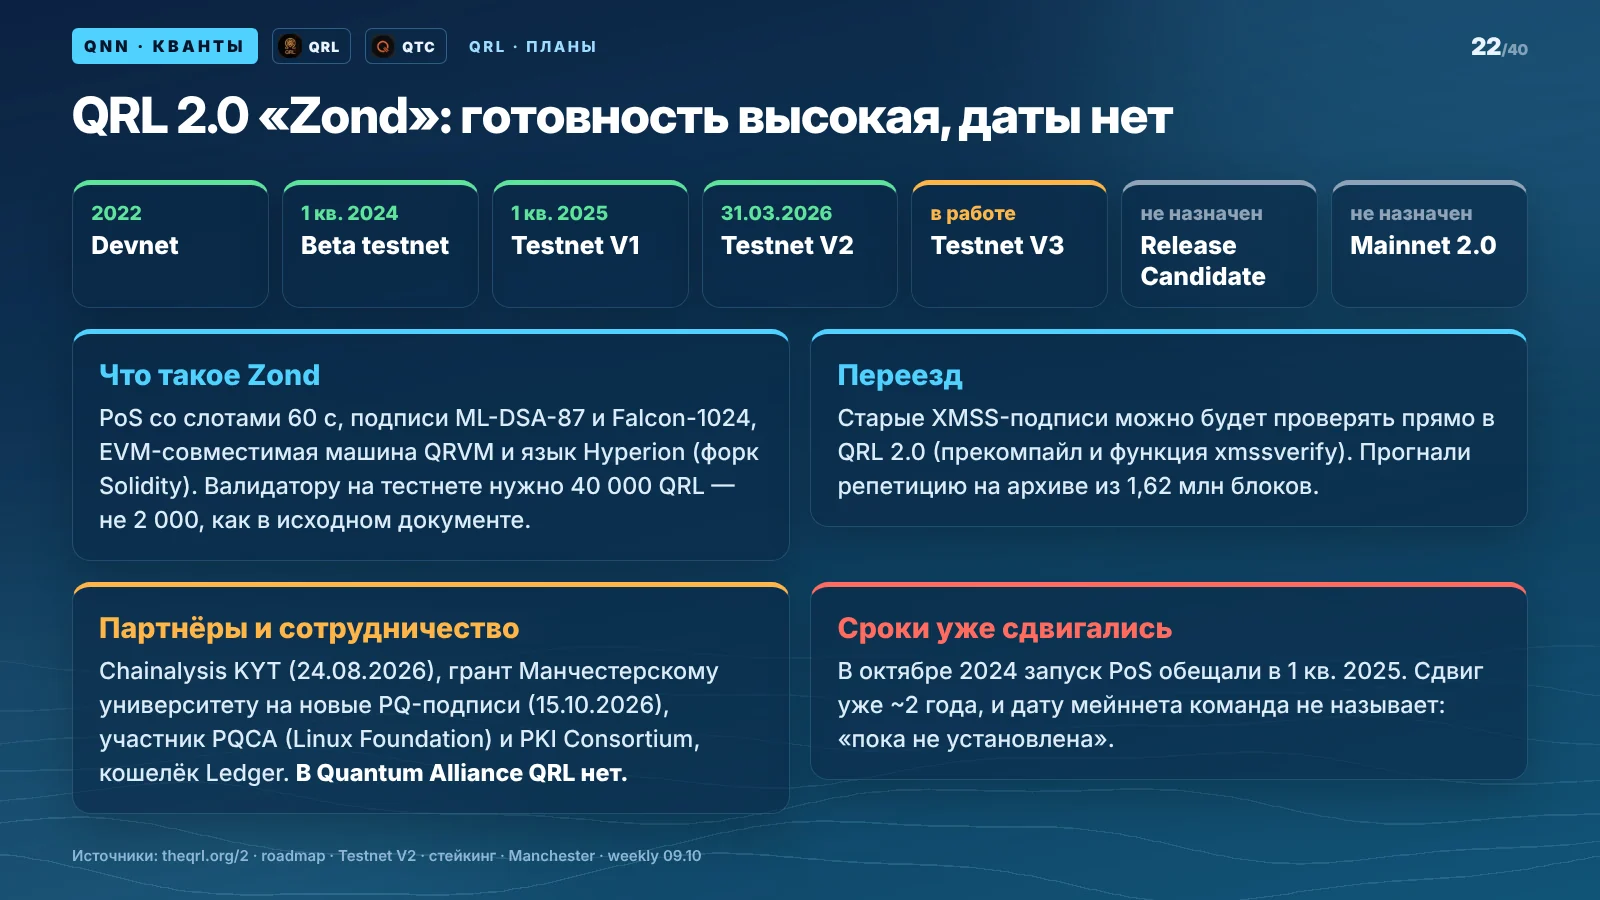 QNN · КВАНТЫ
QRL
QTC
QRL · ПЛАНЫ
22/40
QRL 2.0 «Zond»: готовность высокая, даты нет
2022
Devnet
1 кв. 2024
Beta testnet
1 кв. 2025
Testnet V1
31.03.2026
Testnet V2
в работе
Testnet V3
не назначен
Release
Candidate
не назначен
Mainnet 2.0
Что такое Zond
PoS со слотами 60 с, подписи ML-DSA-87 и Falcon-1024,
EVM-совместимая машина QRVM и язык Hyperion (форк
Solidity). Валидатору на тестнете нужно 40 000 QRL —
не 2 000, как в исходном документе.
Переезд
Старые XMSS-подписи можно будет проверять прямо в
QRL 2.0 (прекомпайл и функция xmssverify). Прогнали
репетицию на архиве из 1,62 млн блоков.
Партнёры и сотрудничество
Chainalysis KYT (24.08.2026), грант Манчестерскому
университету на новые PQ-подписи (15.10.2026),
участник PQCA (Linux Foundation) и PKI Consortium,
кошелёк Ledger. В Quantum Alliance QRL нет.
Сроки уже сдвигались
В октябре 2024 запуск PoS обещали в 1 кв. 2025. Сдвиг
уже ~2 года, и дату мейннета команда не называет:
«пока не установлена».
Источники: theqrl.org/2 · roadmap · Testnet V2 · стейкинг · Manchester · weekly 09.10